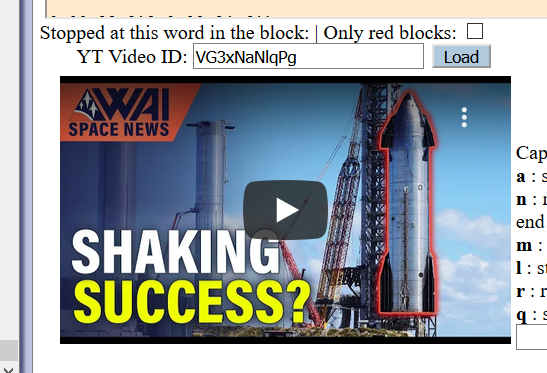 Stopped at this word in the block: | Only red blocks:
YT Video ID: VG3xNaNlqPg Load
WAI
SPACE NEWS
SHAKING
SUCCESS?
Cap
a : s
n : r
end
m :
l : st
r : r
q : s